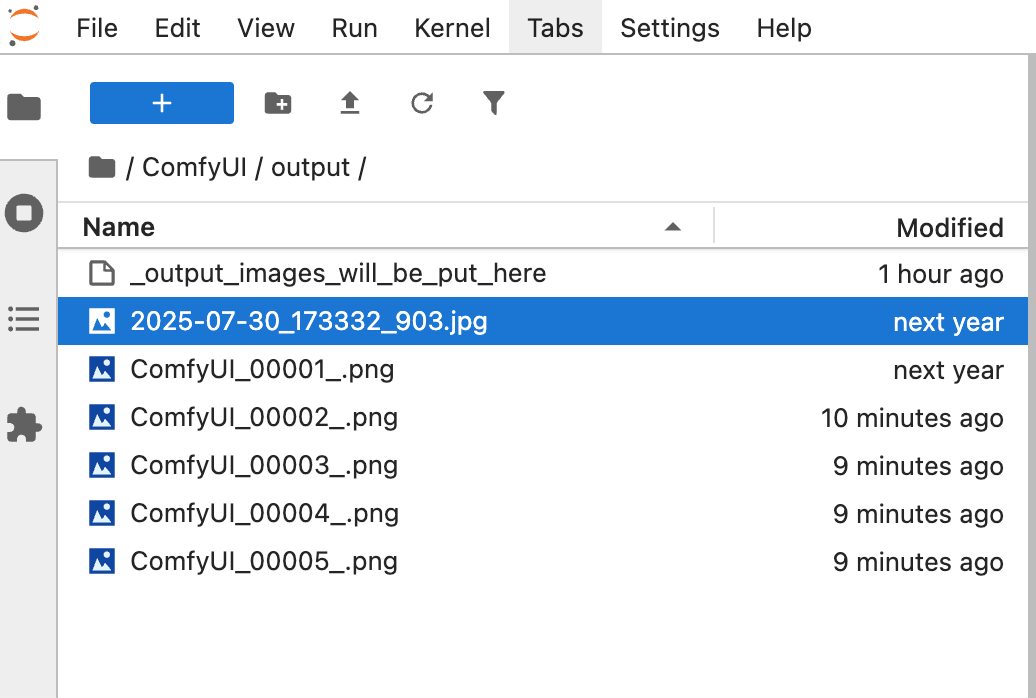 File Edit View Run Kernel Tabs Settings Help
+
/ ComfyUI / output /
Name Modified
_output_images_will_be_put_here 1 hour ago
2025-07-30_173332_903.jpg next year
ComfyUI_00001_.png next year
ComfyUI_00002_.png 10 minutes ago
ComfyUI_00003_.png 9 minutes ago
ComfyUI_00004_.png 9 minutes ago
ComfyUI_00005_.png 9 minutes ago